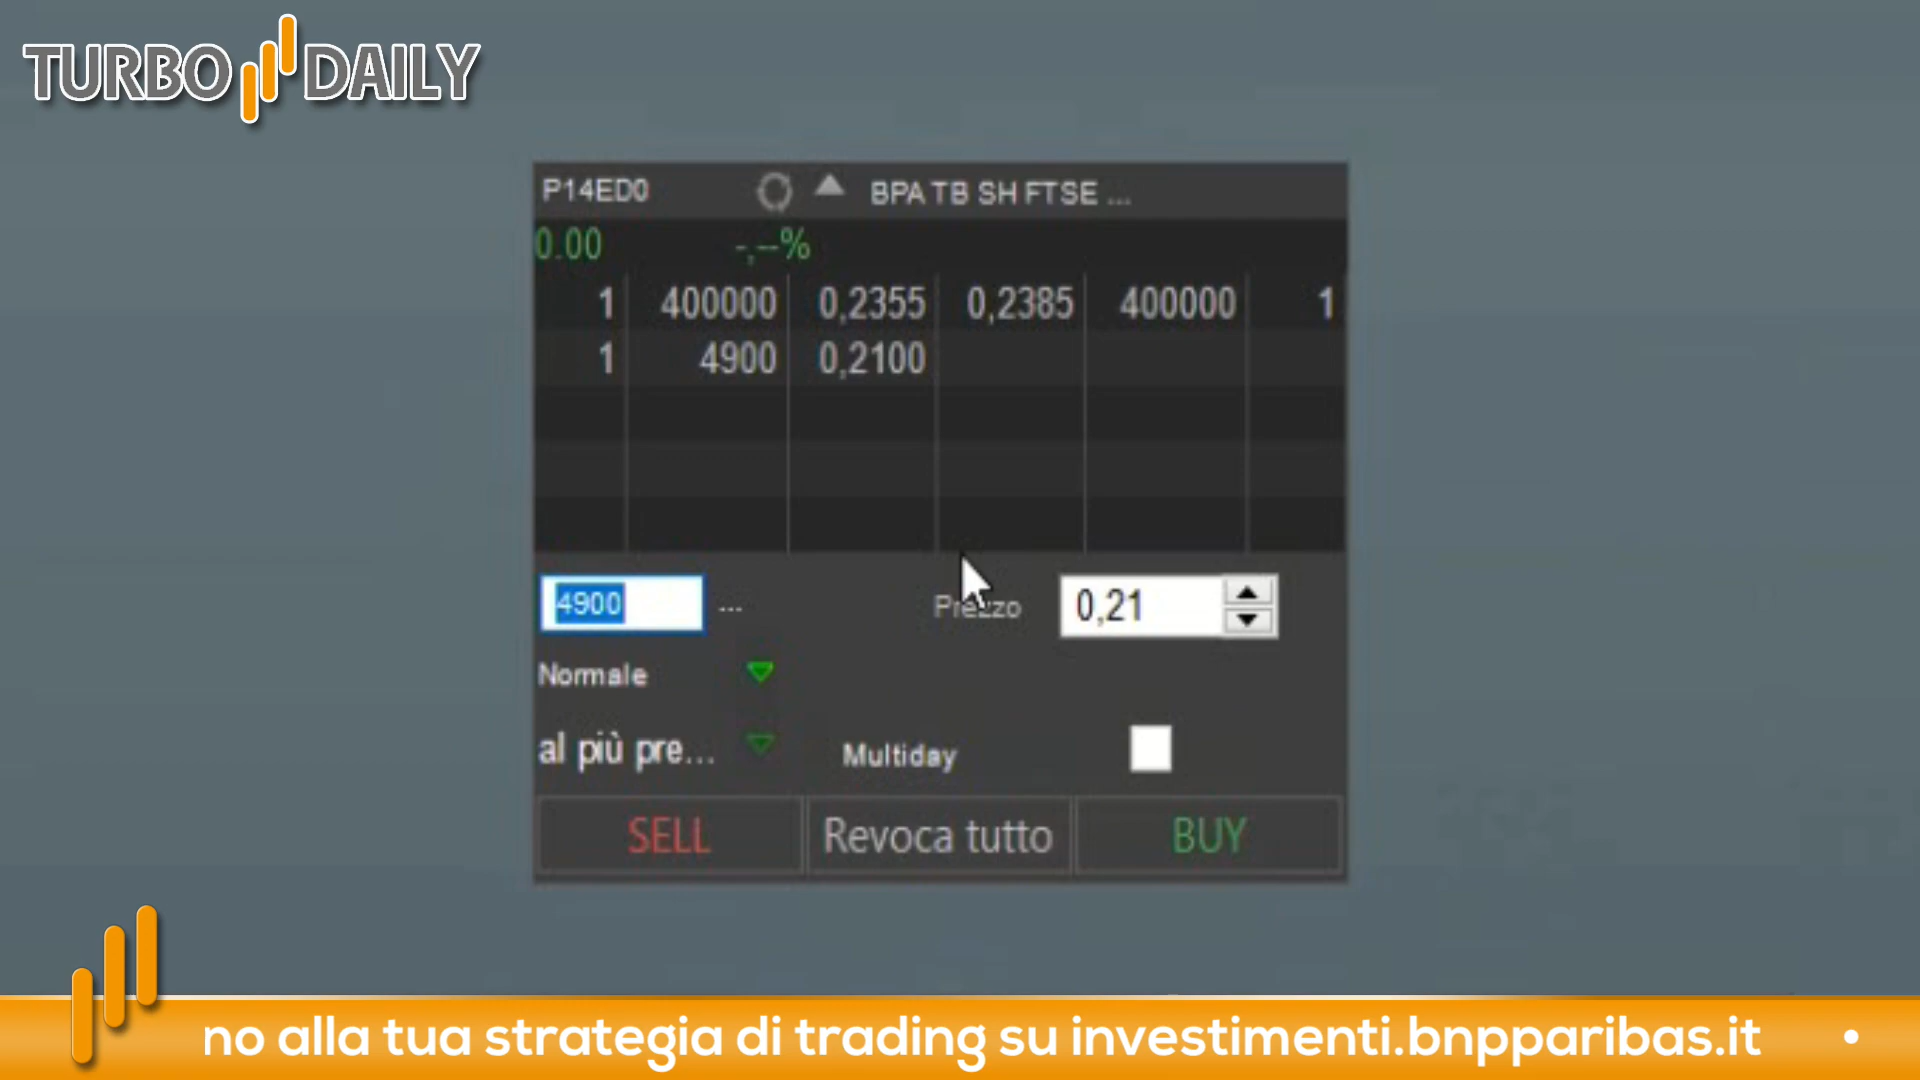 TURBO DAILY
P14ED0 BPA TB SH FTSE ...
0.00 -,--%
1 400000 0,2355 0,2385 400000 1
1 4900 0,2100
4900 ... Prezzo 0,21
Normale
al più pre... Multiday
SELL Revoca tutto BUY
no alla tua strategia di trading su investimenti.bnpparibas.it •